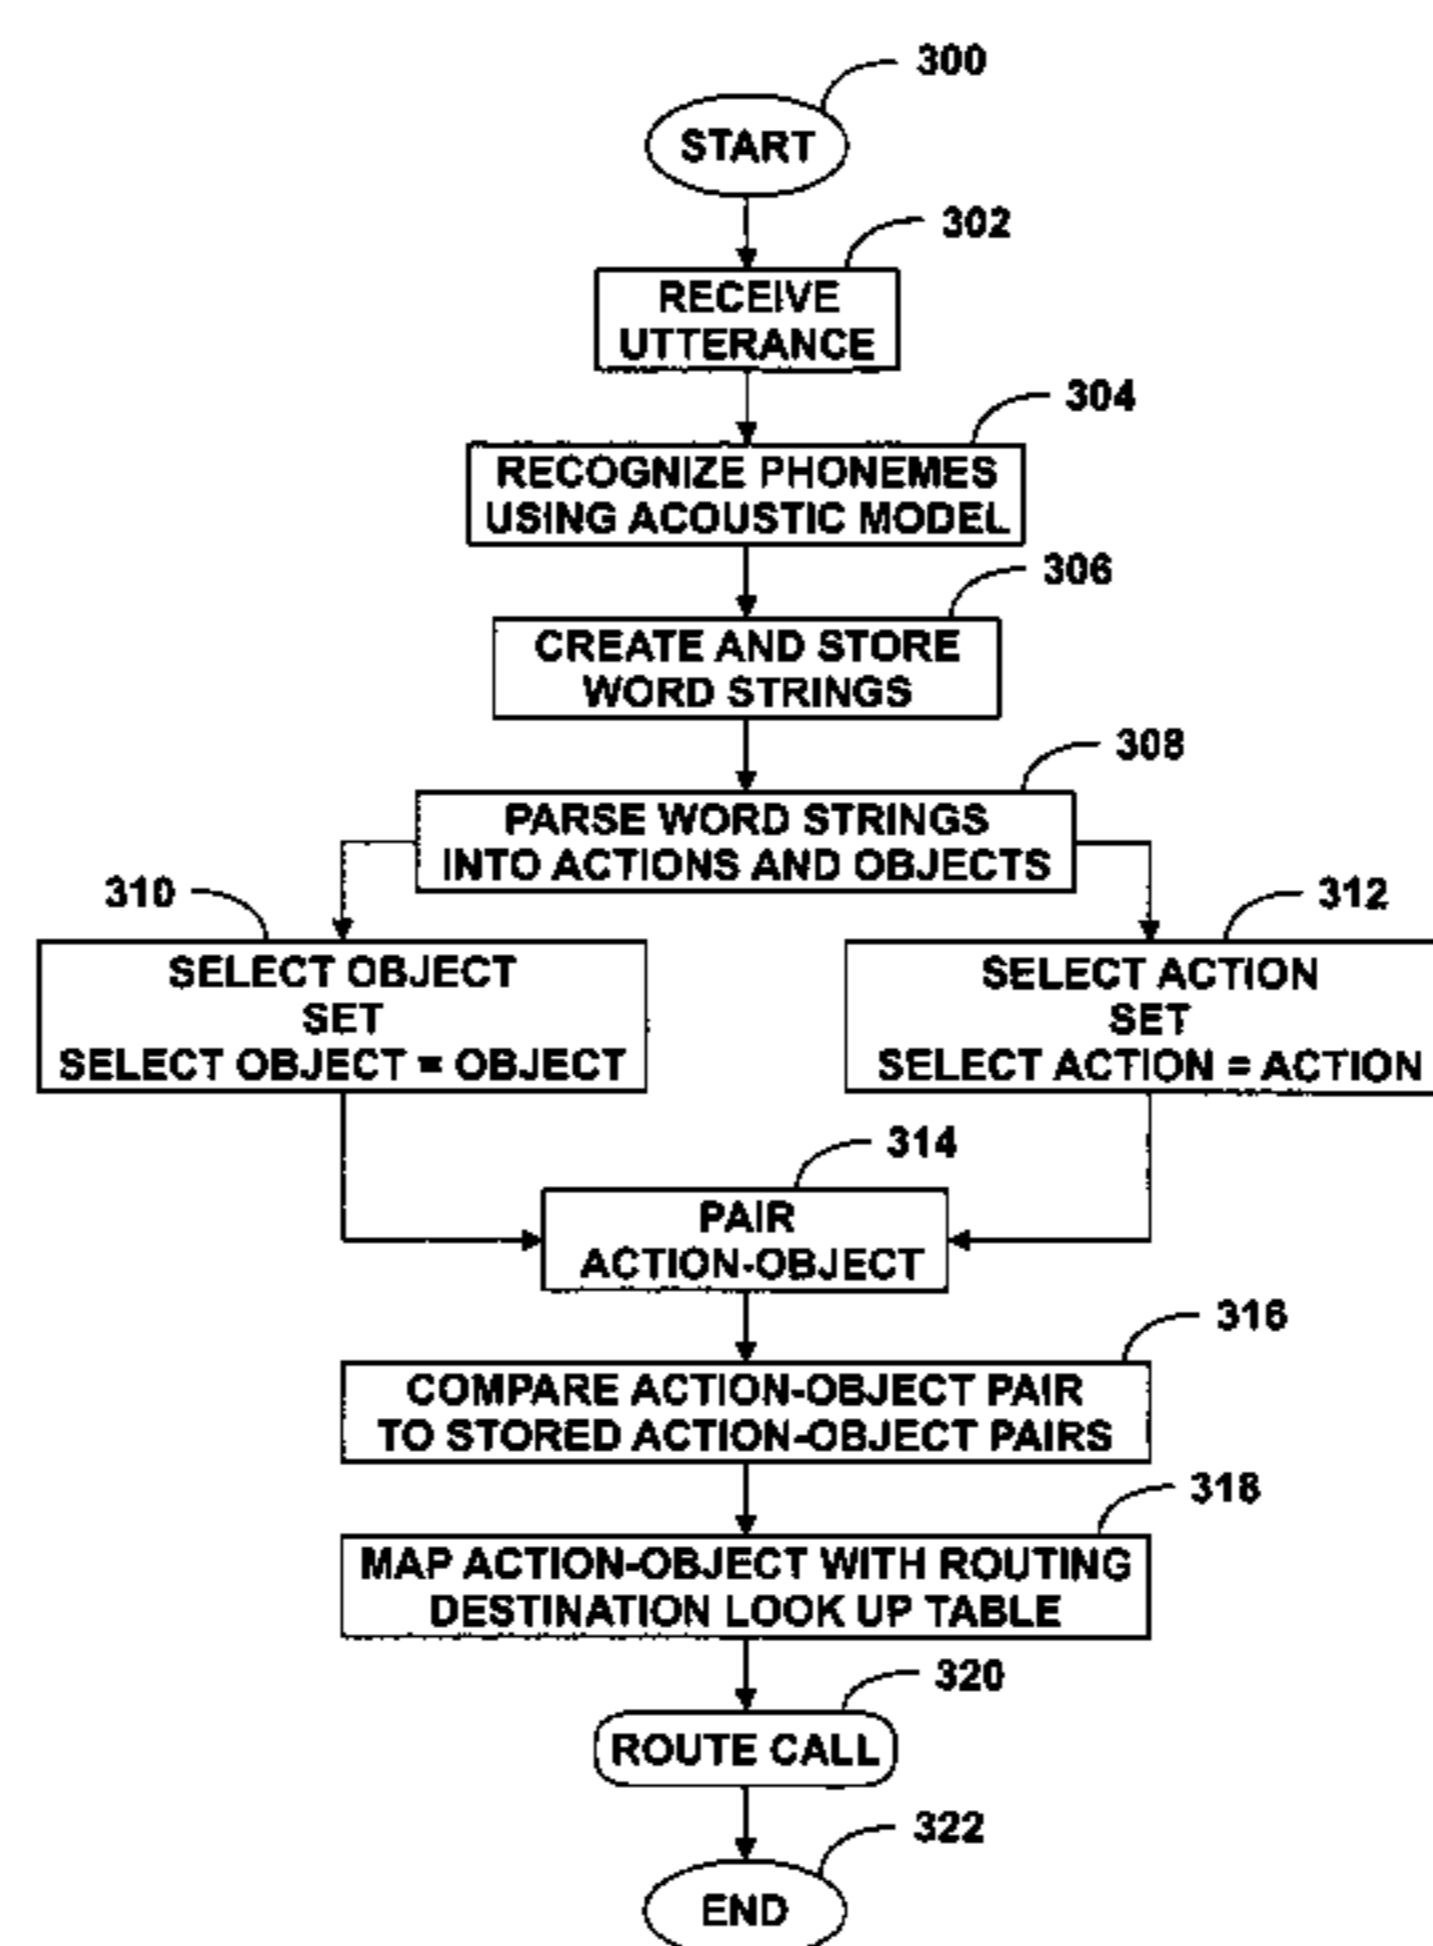 300
START
302
RECEIVE
UTTERANCE
304
RECOGNIZE PHONEMES
USING ACOUSTIC MODEL
306
CREATE AND STORE
WORD STRINGS
308
PARSE WORD STRINGS
INTO ACTIONS AND OBJECTS
310
SELECT OBJECT
SET
SELECT OBJECT = OBJECT
312
SELECT ACTION
SET
SELECT ACTION = ACTION
314
PAIR
ACTION-OBJECT
316
COMPARE ACTION-OBJECT PAIR
TO STORED ACTION-OBJECT PAIRS
318
MAP ACTION-OBJECT WITH ROUTING
DESTINATION LOOK UP TABLE
320
ROUTE CALL
322
END